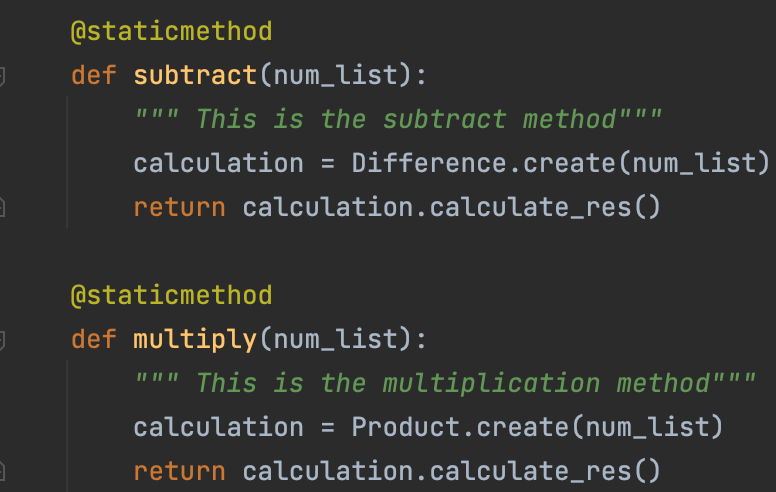 @staticmethod
def subtract(num_list):
""" This is the subtract method"""
calculation = Difference.create(num_list)
return calculation.calculate_res()
@staticmethod
def multiply(num_list):
""" This is the multiplication method"""
calculation = Product.create(num_list)
return calculation.calculate_res()